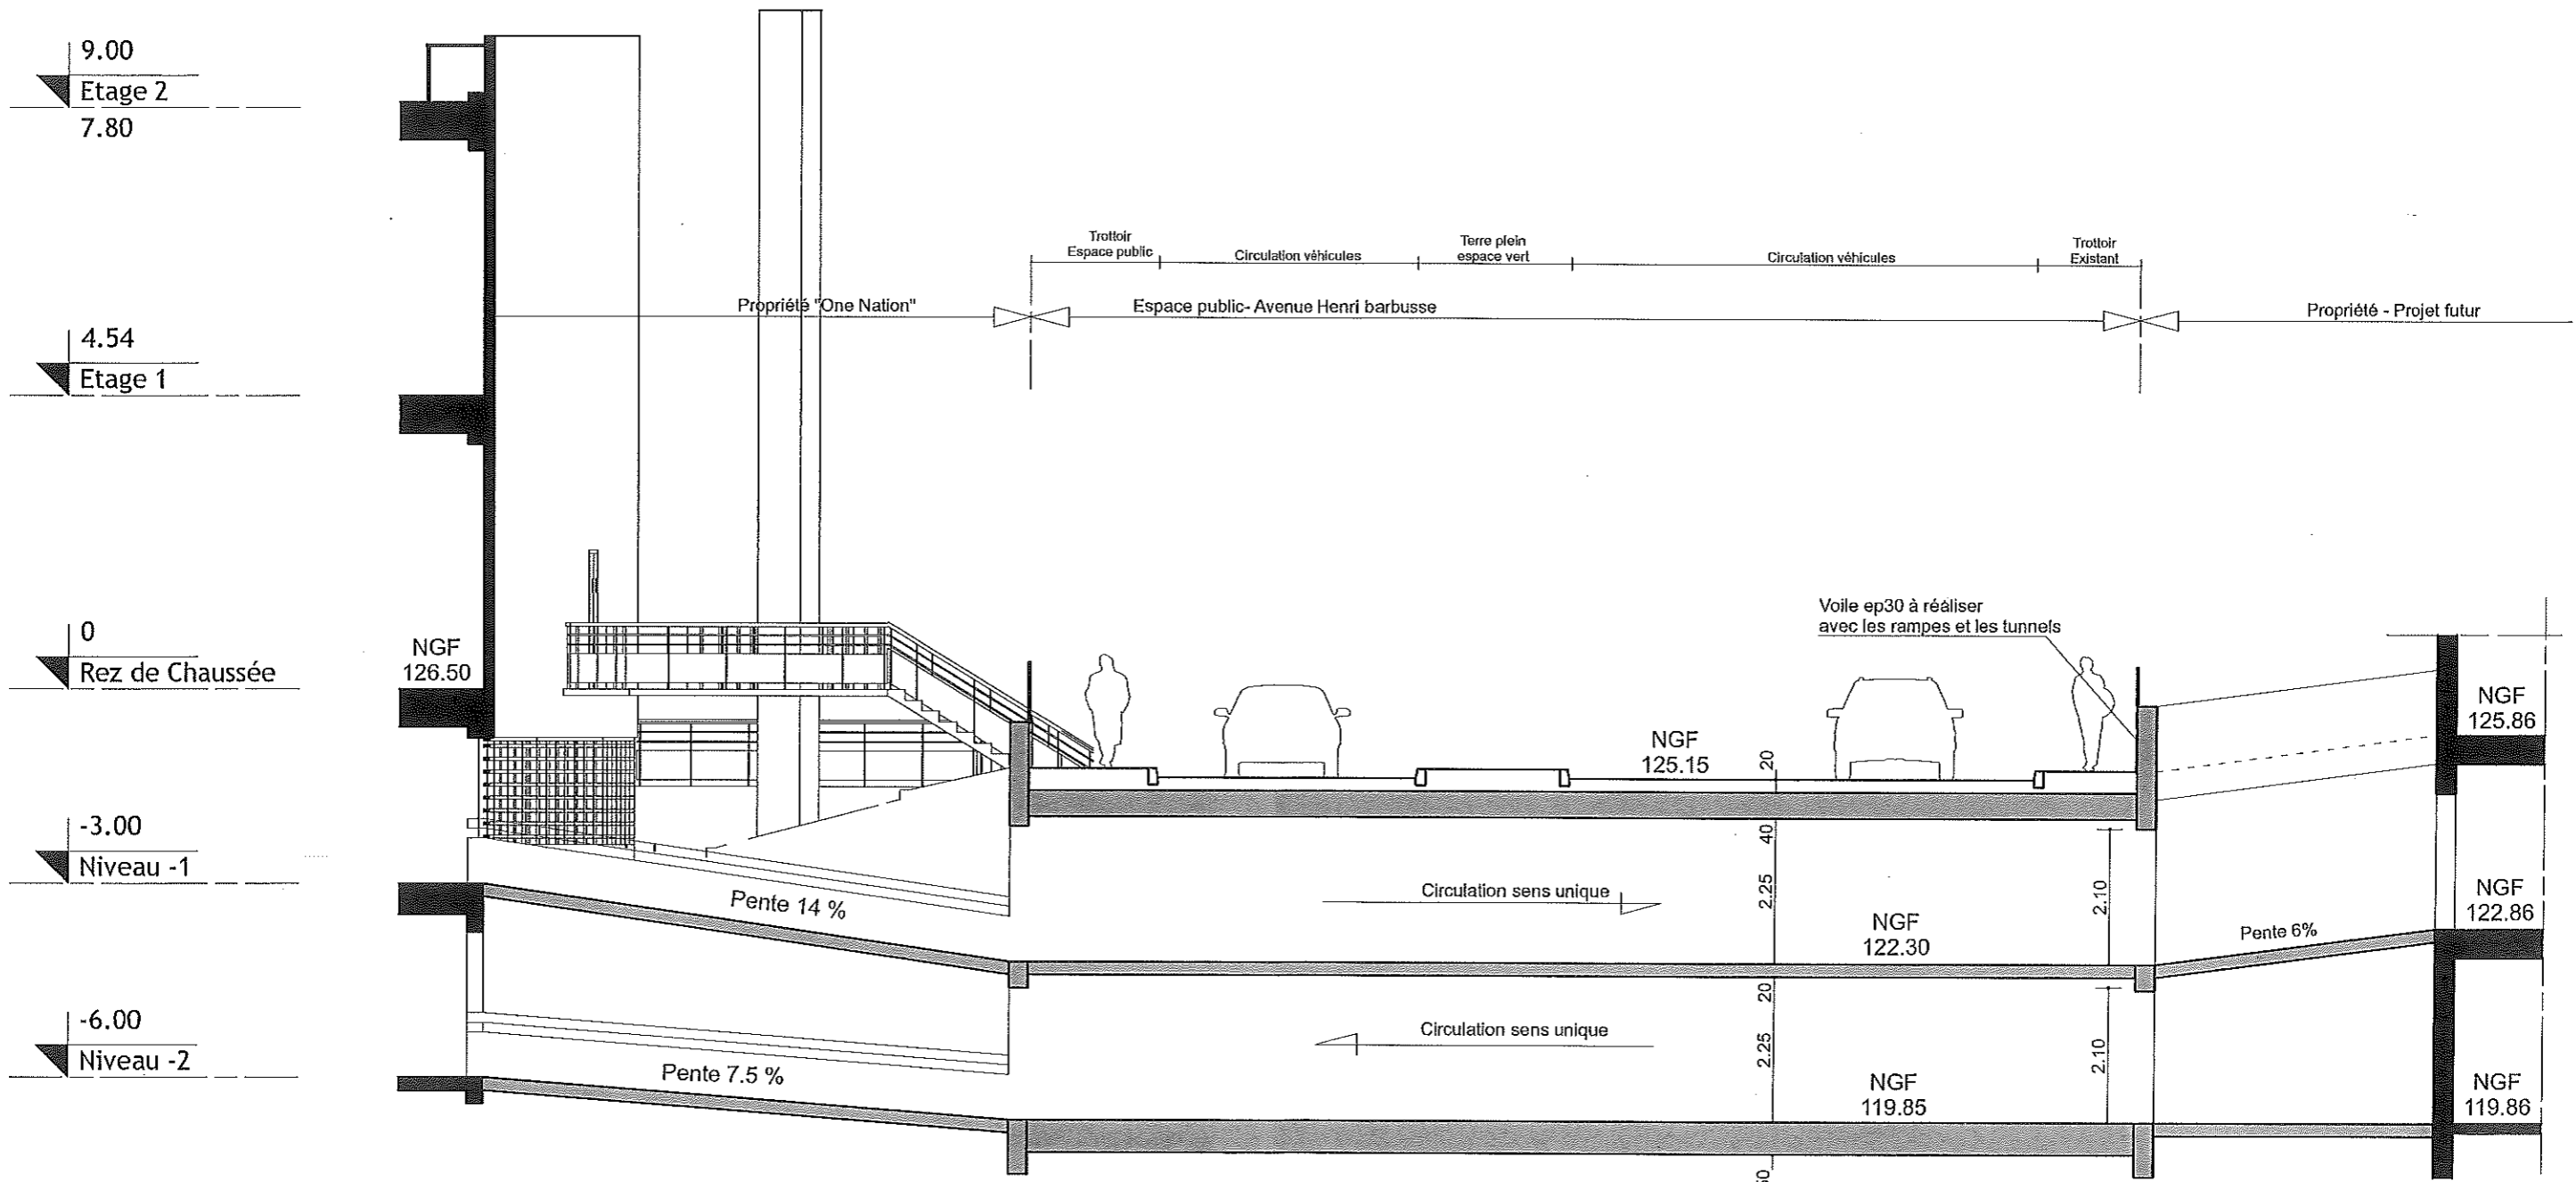 9.00
Etage 2
7.80
Trottoir
Espace public
Circulation véhicules
Terre plein
espace vert
Circulation véhicules
Trottoir
Existant
Propriété "One Nation"
Espace public- Avenue Henri barbusse
Propriété - Projet futur
4.54
Etage 1
Voile ep30 à réaliser
avec les rampes et les tunnels
0
Rez de Chaussée
NGF
126.50
NGF
125.15
20
NGF
125.86
-3.00
Niveau -1
40
Pente 14 %
Circulation sens unique
2.25
2.10
NGF
122.30
NGF
122.86
Pente 6%
-6.00
Niveau -2
20
Circulation sens unique
2.25
2.10
Pente 7.5 %
NGF
119.85
NGF
119.86